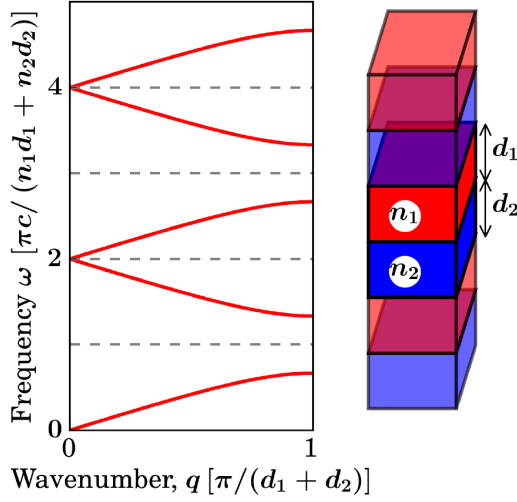 Frequency ω [πc/(n₁d₁ + n₂d₂)]
4
2
0
0
1
Wavenumber, q [π/(d₁ + d₂)]
d₁
d₂
n₁
n₂